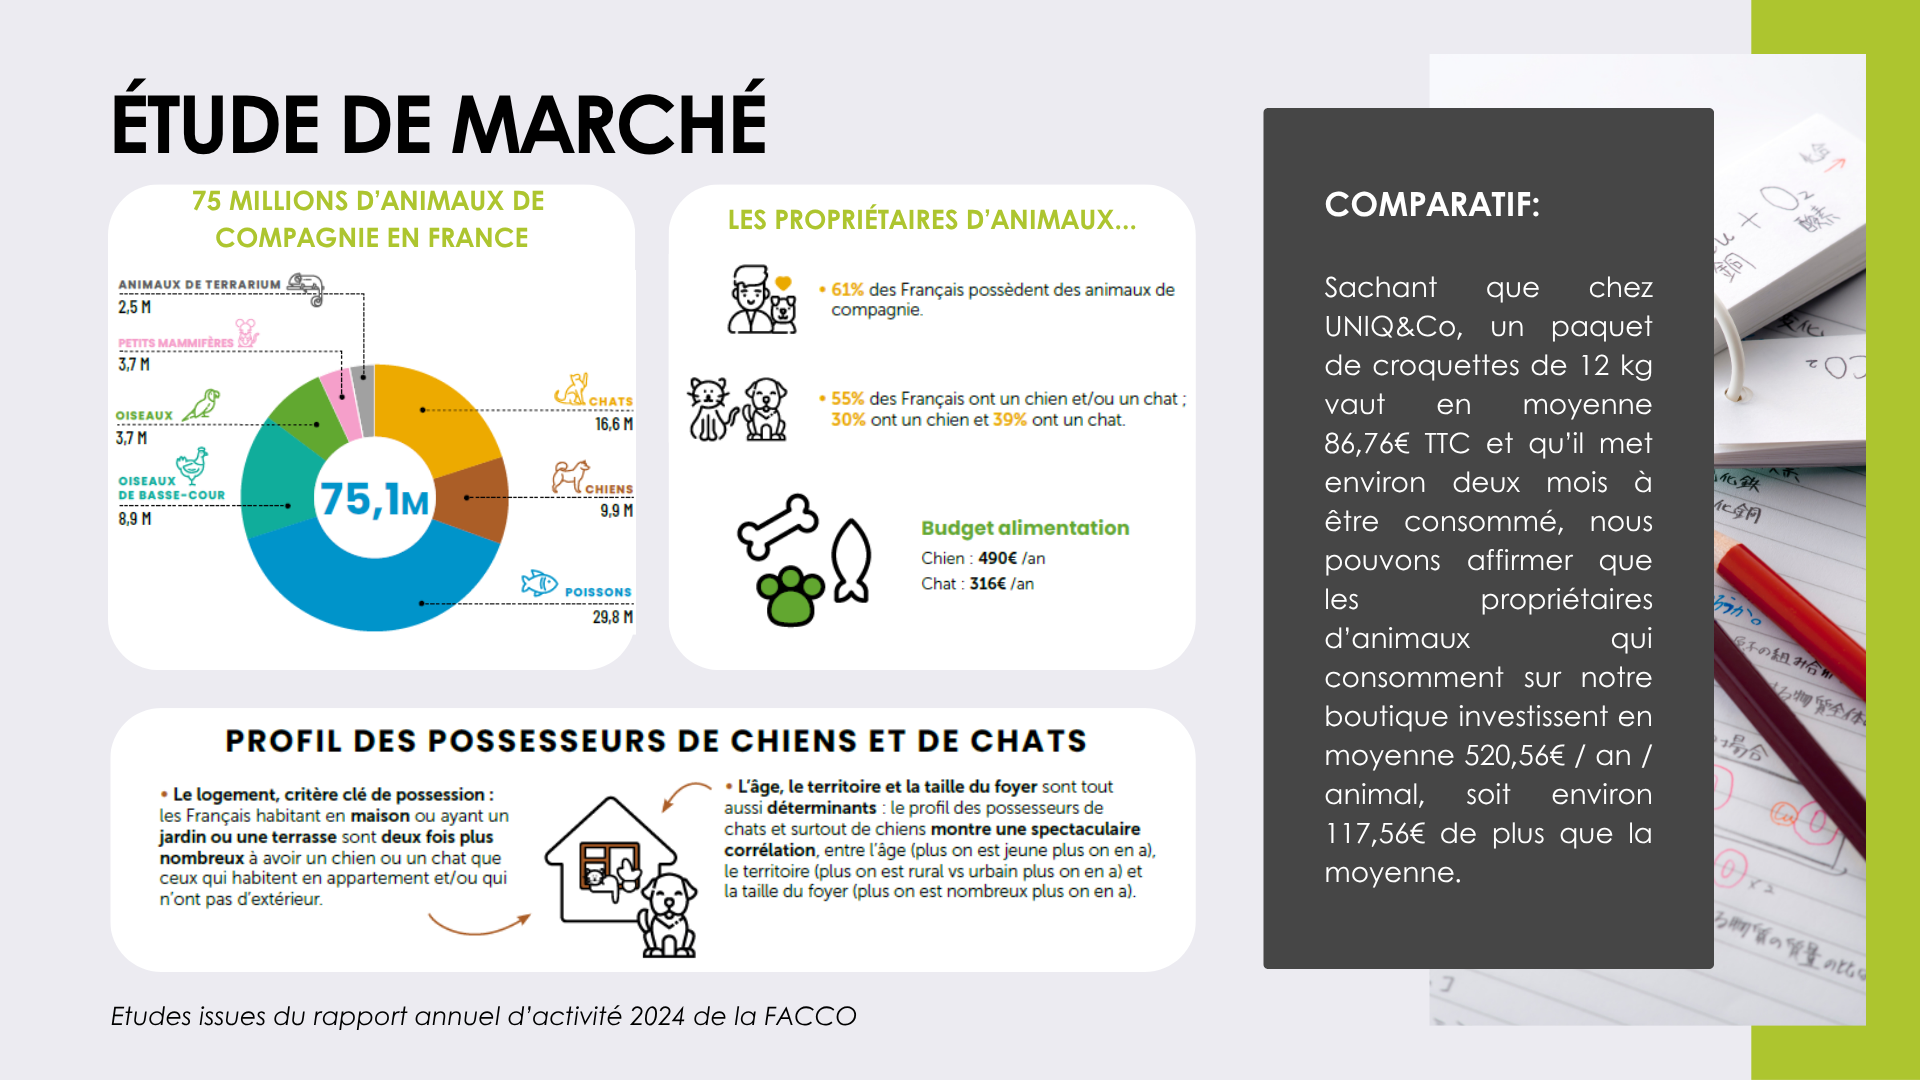 ÉTUDE DE MARCHÉ
75 MILLIONS D’ANIMAUX DE
COMPAGNIE EN FRANCE
ANIMAUX DE TERRARIUM
2,5 M
PETITS MAMMIFÈRES
3,7 M
OISEAUX
3,7 M
OISEAUX
DE BASSE-COUR
8,9 M
75,1M
CHATS
16,6 M
CHIENS
9,9 M
POISSONS
29,8 M
LES PROPRIÉTAIRES D’ANIMAUX...
• 61% des Français possèdent des animaux de
compagnie.
• 55% des Français ont un chien et/ou un chat ;
30% ont un chien et 39% ont un chat.
Budget alimentation
Chien : 490€ /an
Chat : 316€ /an
PROFIL DES POSSESSEURS DE CHIENS ET DE CHATS
• Le logement, critère clé de possession :
les Français habitant en maison ou ayant un
jardin ou une terrasse sont deux fois plus
nombreux à avoir un chien ou un chat que
ceux qui habitent en appartement et/ou qui
n’ont pas d’extérieur.
• L’âge, le territoire et la taille du foyer sont tout
aussi déterminants : le profil des possesseurs de
chats et surtout de chiens montre une spectaculaire
corrélation, entre l’âge (plus on est jeune plus on en a),
le territoire (plus on est rural vs urbain plus on en a) et
la taille du foyer (plus on est nombreux plus on en a).
Etudes issues du rapport annuel d’activité 2024 de la FACCO
COMPARATIF:
Sachant que chez
UNIQ&Co, un paquet
de croquettes de 12 kg
vaut en moyenne
86,76€ TTC et qu’il met
environ deux mois à
être consommé, nous
pouvons affirmer que
les propriétaires
d’animaux qui
consomment sur notre
boutique investissent en
moyenne 520,56€ / an /
animal, soit environ
117,56€ de plus que la
moyenne.
+ O₂
酸素
銅